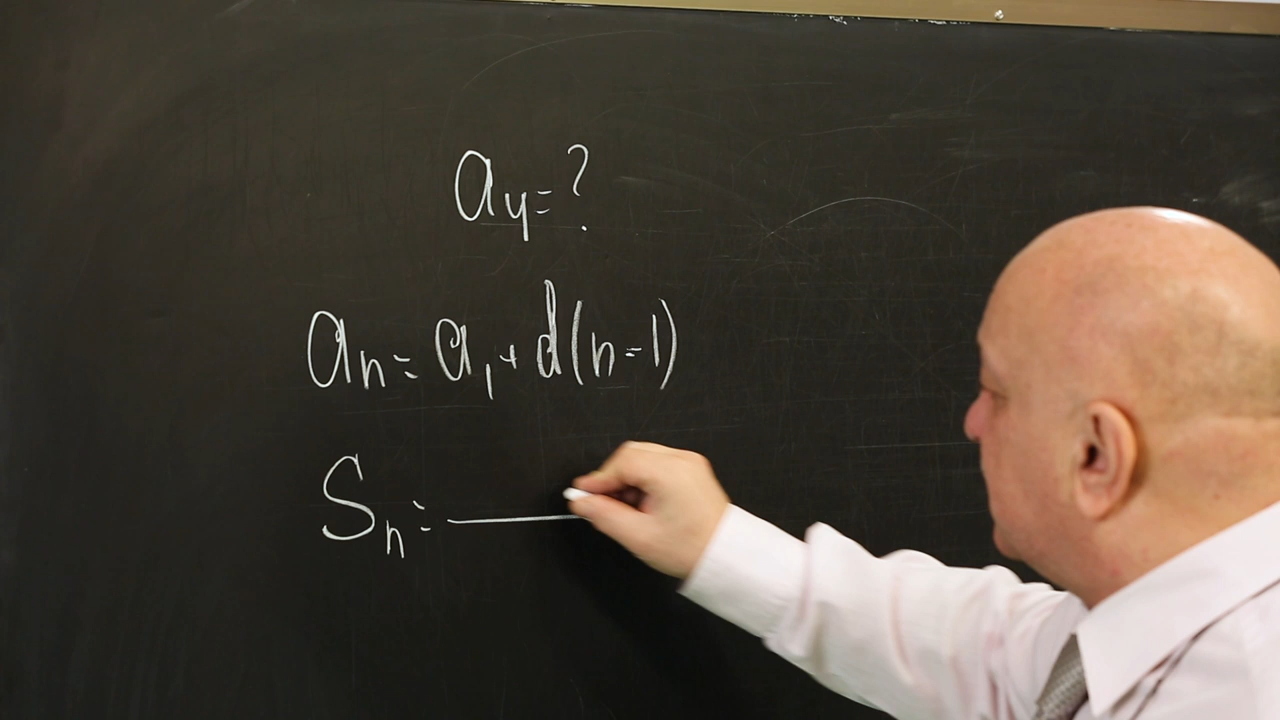 a₄=?
aₙ=a₁+d(n-1)
Sₙ=